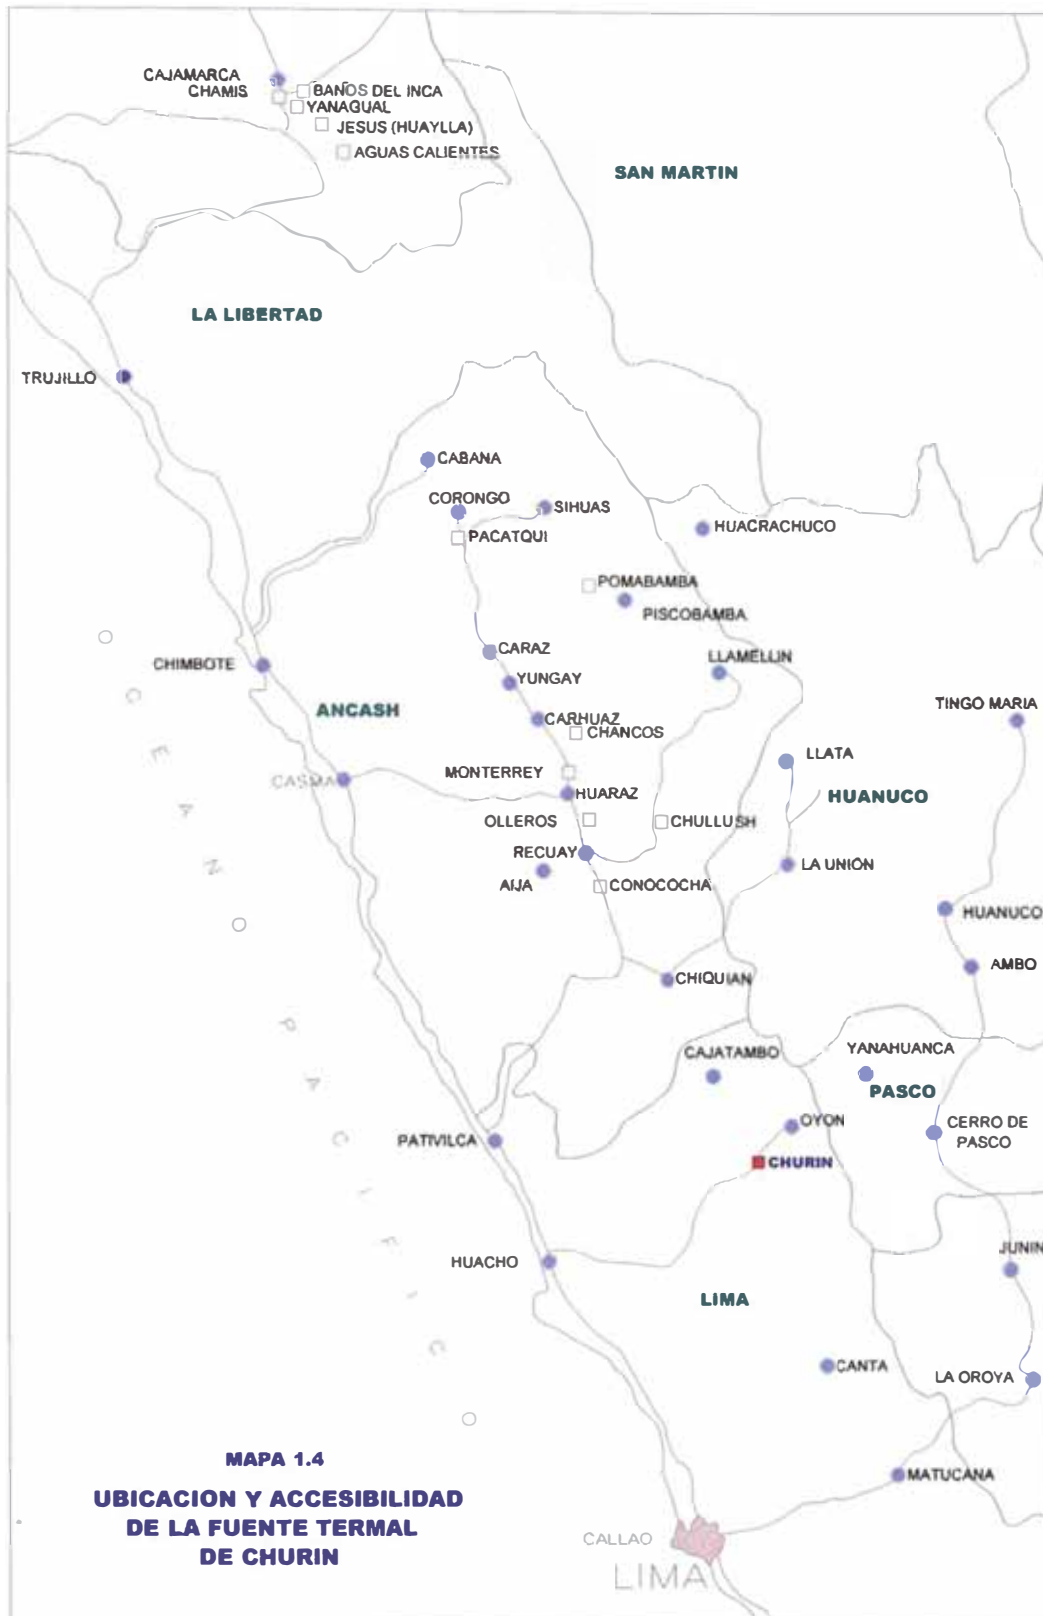 CAJAMARCA
CHAMIS
BAÑOS DEL INCA
YANAGUAL
JESUS (HUAYLLA)
AGUAS CALIENTES
SAN MARTIN
LA LIBERTAD
TRUJILLO
CABANA
CORONGO
SIHUAS
PACATQUI
HUACRACHUCO
POMABAMBA
PISCOBAMBA
CHIMBOTE
CARAZ
LLAMELLIN
YUNGAY
ANCASH
CARHUAZ
CHANCOS
TINGO MARIA
LLATA
CASMA
MONTERREY
HUARAZ
HUANUCO
OLLEROS
CHULLUSH
RECUAY
AIJA
CONOCOCHA
LA UNION
HUANUCO
AMBO
CHIQUIAN
OCEANO PACIFICO
CAJATAMBO
YANAHUANCA
PASCO
OYON
CERRO DE
PASCO
PATIVILCA
CHURIN
HUACHO
JUNIN
LIMA
CANTA
LA OROYA
MATUCANA
MAPA 1.4
UBICACION Y ACCESIBILIDAD
DE LA FUENTE TERMAL
DE CHURIN
CALLAO
LIMA